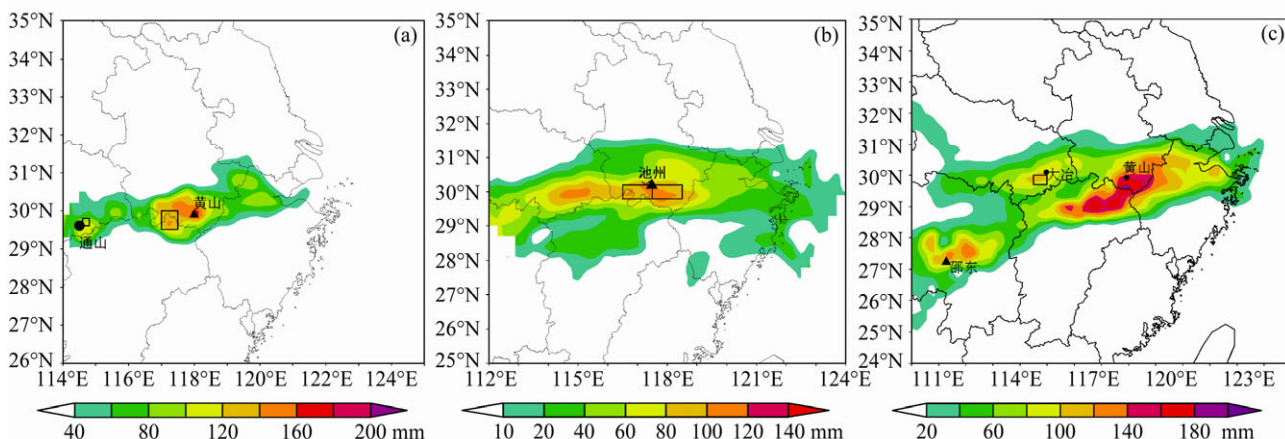 (a)
35°N
34°N
33°N
32°N
31°N
30°N
29°N
28°N
27°N
26°N
黄山
通山
114°E 116°E 118°E 120°E 122°E 124°E
40 80 120 160 200 mm
(b)
35°N
34°N
33°N
32°N
31°N
30°N
29°N
28°N
27°N
26°N
25°N
池州
112°E 115°E 118°E 121°E 124°E
10 20 40 60 80 100 120 140 mm
(c)
35°N
34°N
33°N
32°N
31°N
30°N
29°N
28°N
27°N
26°N
25°N
24°N
大冶
黄山
邵东
111°E 114°E 117°E 120°E 123°E
20 60 100 140 180 mm